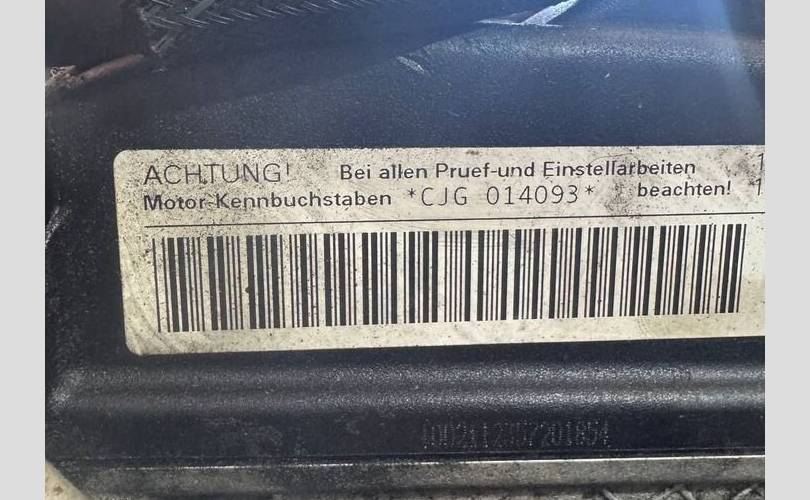 ACHTUNG! Bei allen Pruef-und Einstellarbeiten
Motor-Kennbuchstaben *CJG 014093* beachten!